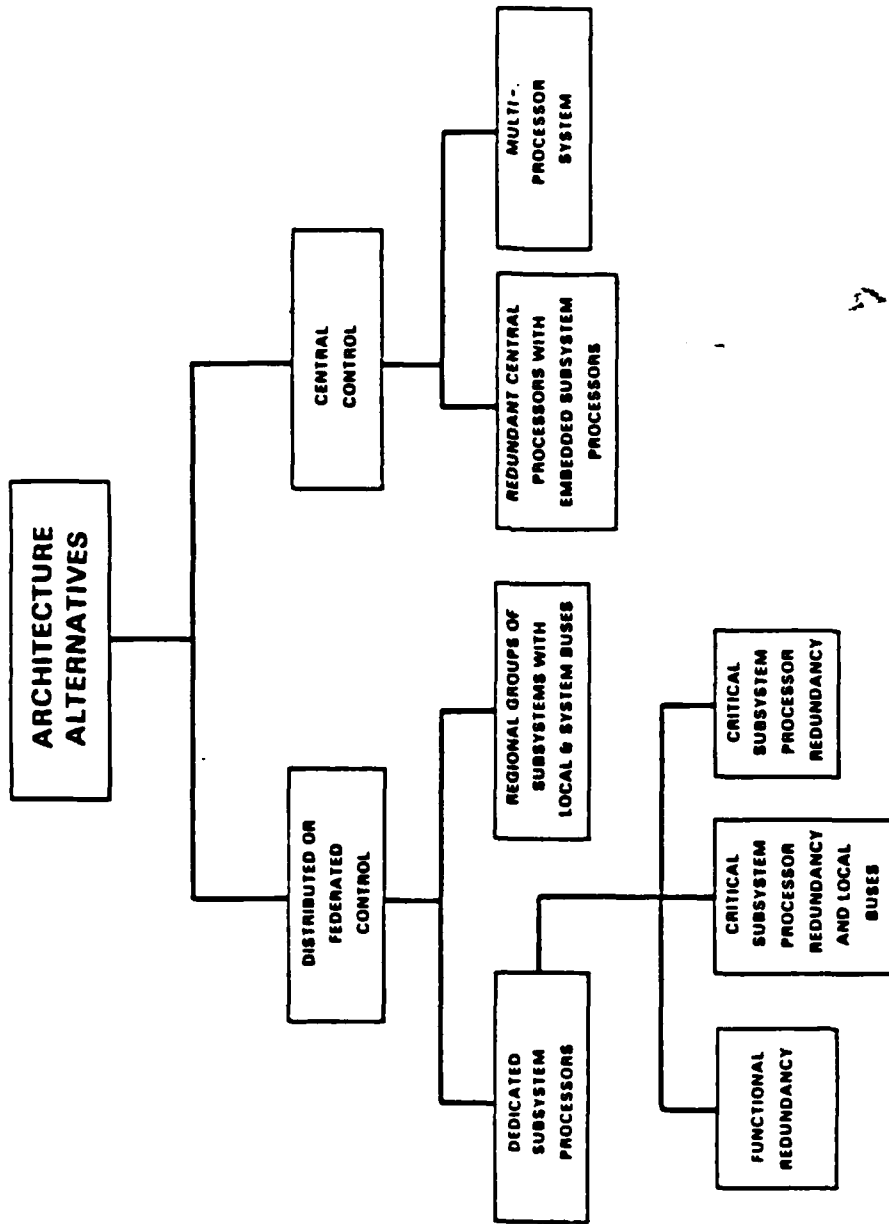 ARCHITECTURE
ALTERNATIVES
DISTRIBUTED OR
FEDERATED
CONTROL
CENTRAL
CONTROL
DEDICATED
SUBSYSTEM
PROCESSORS
REGIONAL GROUPS OF
SUBSYSTEMS WITH
LOCAL & SYSTEM BUSES
REDUNDANT CENTRAL
PROCESSORS WITH
EMBEDDED SUBSYSTEM
PROCESSORS
MULTI-
PROCESSOR
SYSTEM
FUNCTIONAL
REDUNDANCY
CRITICAL
SUBSYSTEM
PROCESSOR
REDUNDANCY
AND LOCAL
BUSES
CRITICAL
SUBSYSTEM
PROCESSOR
REDUNDANCY